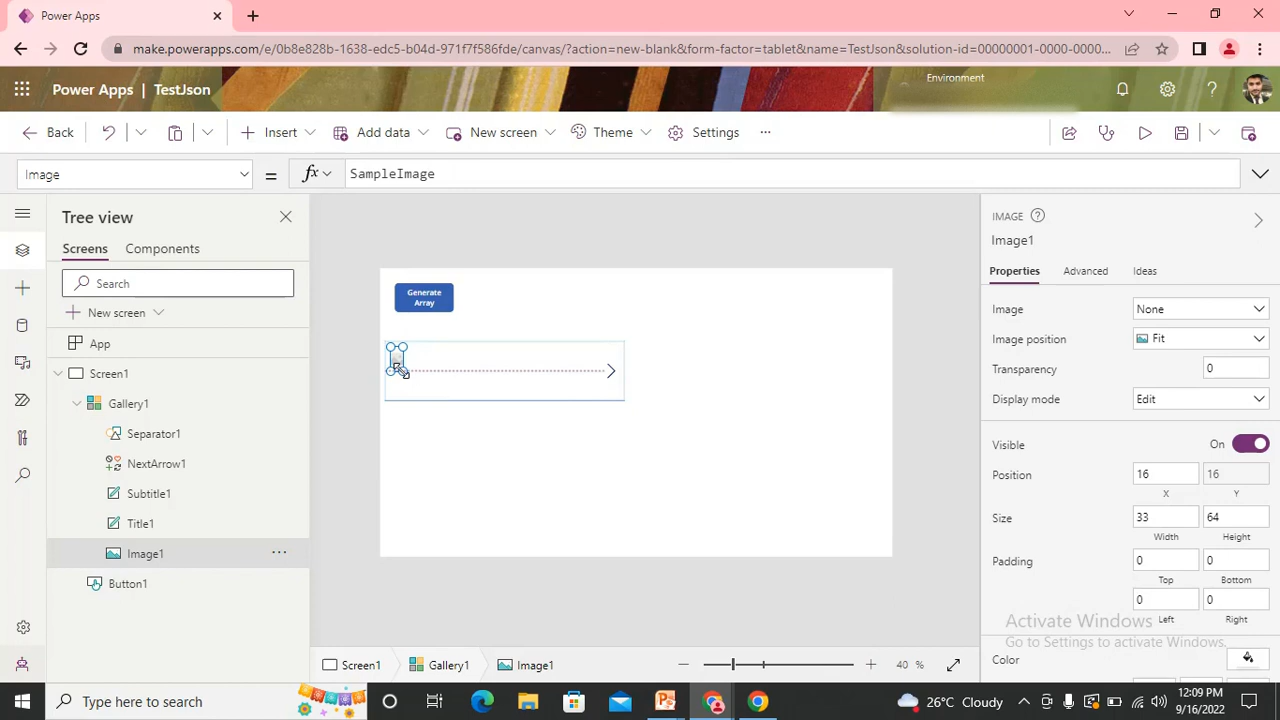 Power Apps
make.powerapps.com/e/0b8e828b-1638-edc5-b04d-971f7f586fde/canvas/?action=new-blank&form-factor=tablet&name=TestJson&solution-id=00000001-0000-0000...
Power Apps | TestJson
Environment
Back
Insert
Add data
New screen
Theme
Settings
Image
=
fx
SampleImage
Tree view
Screens
Components
Search
New screen
App
Screen1
Gallery1
Separator1
NextArrow1
Subtitle1
Title1
Image1
Button1
Generate
Array
Screen1
Gallery1
Image1
40 %
IMAGE
Image1
Properties
Advanced
Ideas
Image
None
Image position
Fit
Transparency
0
Display mode
Edit
Visible
On
Position
16
16
X
Y
Size
33
64
Width
Height
Padding
0
0
Top
Bottom
0
0
Left
Right
Activate Windows
Go to Settings to activate Windows.
Color
Type here to search
26°C Cloudy
12:09 PM
9/16/2022